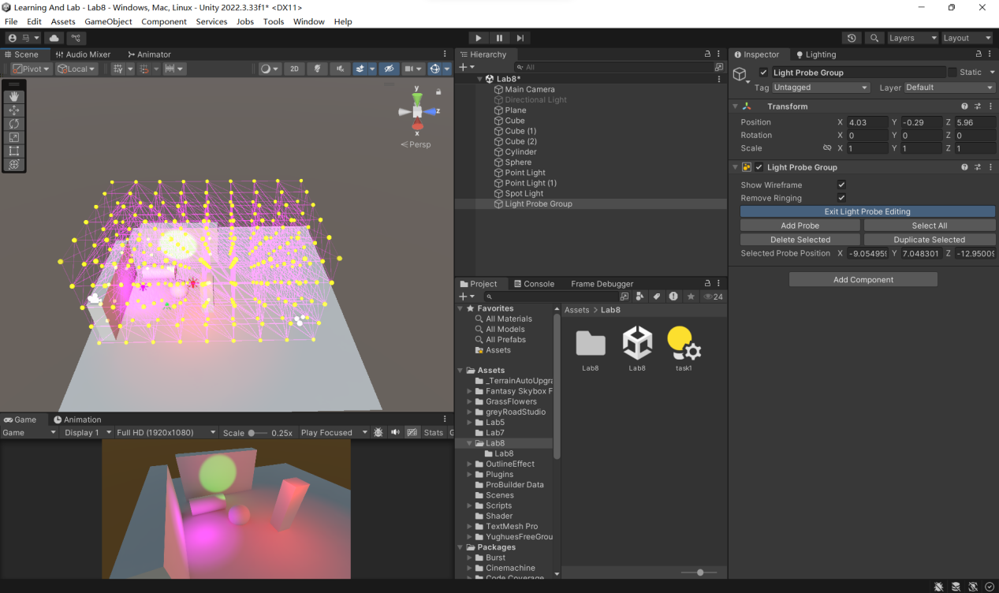 Learning And Lab - Lab8 - Windows, Mac, Linux - Unity 2022.3.33f1* <DX11>
File Edit Assets GameObject Component Services Jobs Tools Window Help
马
Layers Layout
Scene Audio Mixer Animator
Pivot Local 2D
y
z
x
Persp
Hierarchy
All
Lab8*
Main Camera
Directional Light
Plane
Cube
Cube (1)
Cube (2)
Cylinder
Sphere
Point Light
Point Light (1)
Spot Light
Light Probe Group
Inspector Lighting
Light Probe Group Static
Tag Untagged Layer Default
Transform
Position X 4.03 Y -0.29 Z 5.96
Rotation X 0 Y 0 Z 0
Scale X 1 Y 1 Z 1
Light Probe Group
Show Wireframe
Remove Ringing
Exit Light Probe Editing
Add Probe Select All
Delete Selected Duplicate Selected
Selected Probe Position X -9.054959 Y 7.048301 Z -12.95009
Add Component
Project Console Frame Debugger
24
Favorites
All Materials
All Models
All Prefabs
Assets
Assets
_TerrainAutoUpgra
Fantasy Skybox F
GrassFlowers
greyRoadStudio
Lab5
Lab7
Lab8
Lab8
OutlineEffect
Plugins
ProBuilder Data
Scenes
Scripts
Shader
TextMesh Pro
YughuesFreeGrou
Packages
Burst
Cinemachine
Code Coverage
Assets > Lab8
Lab8 Lab8 task1
Game Animation
Game Display 1 Full HD (1920x1080) Scale 0.25x Play Focused Stats G